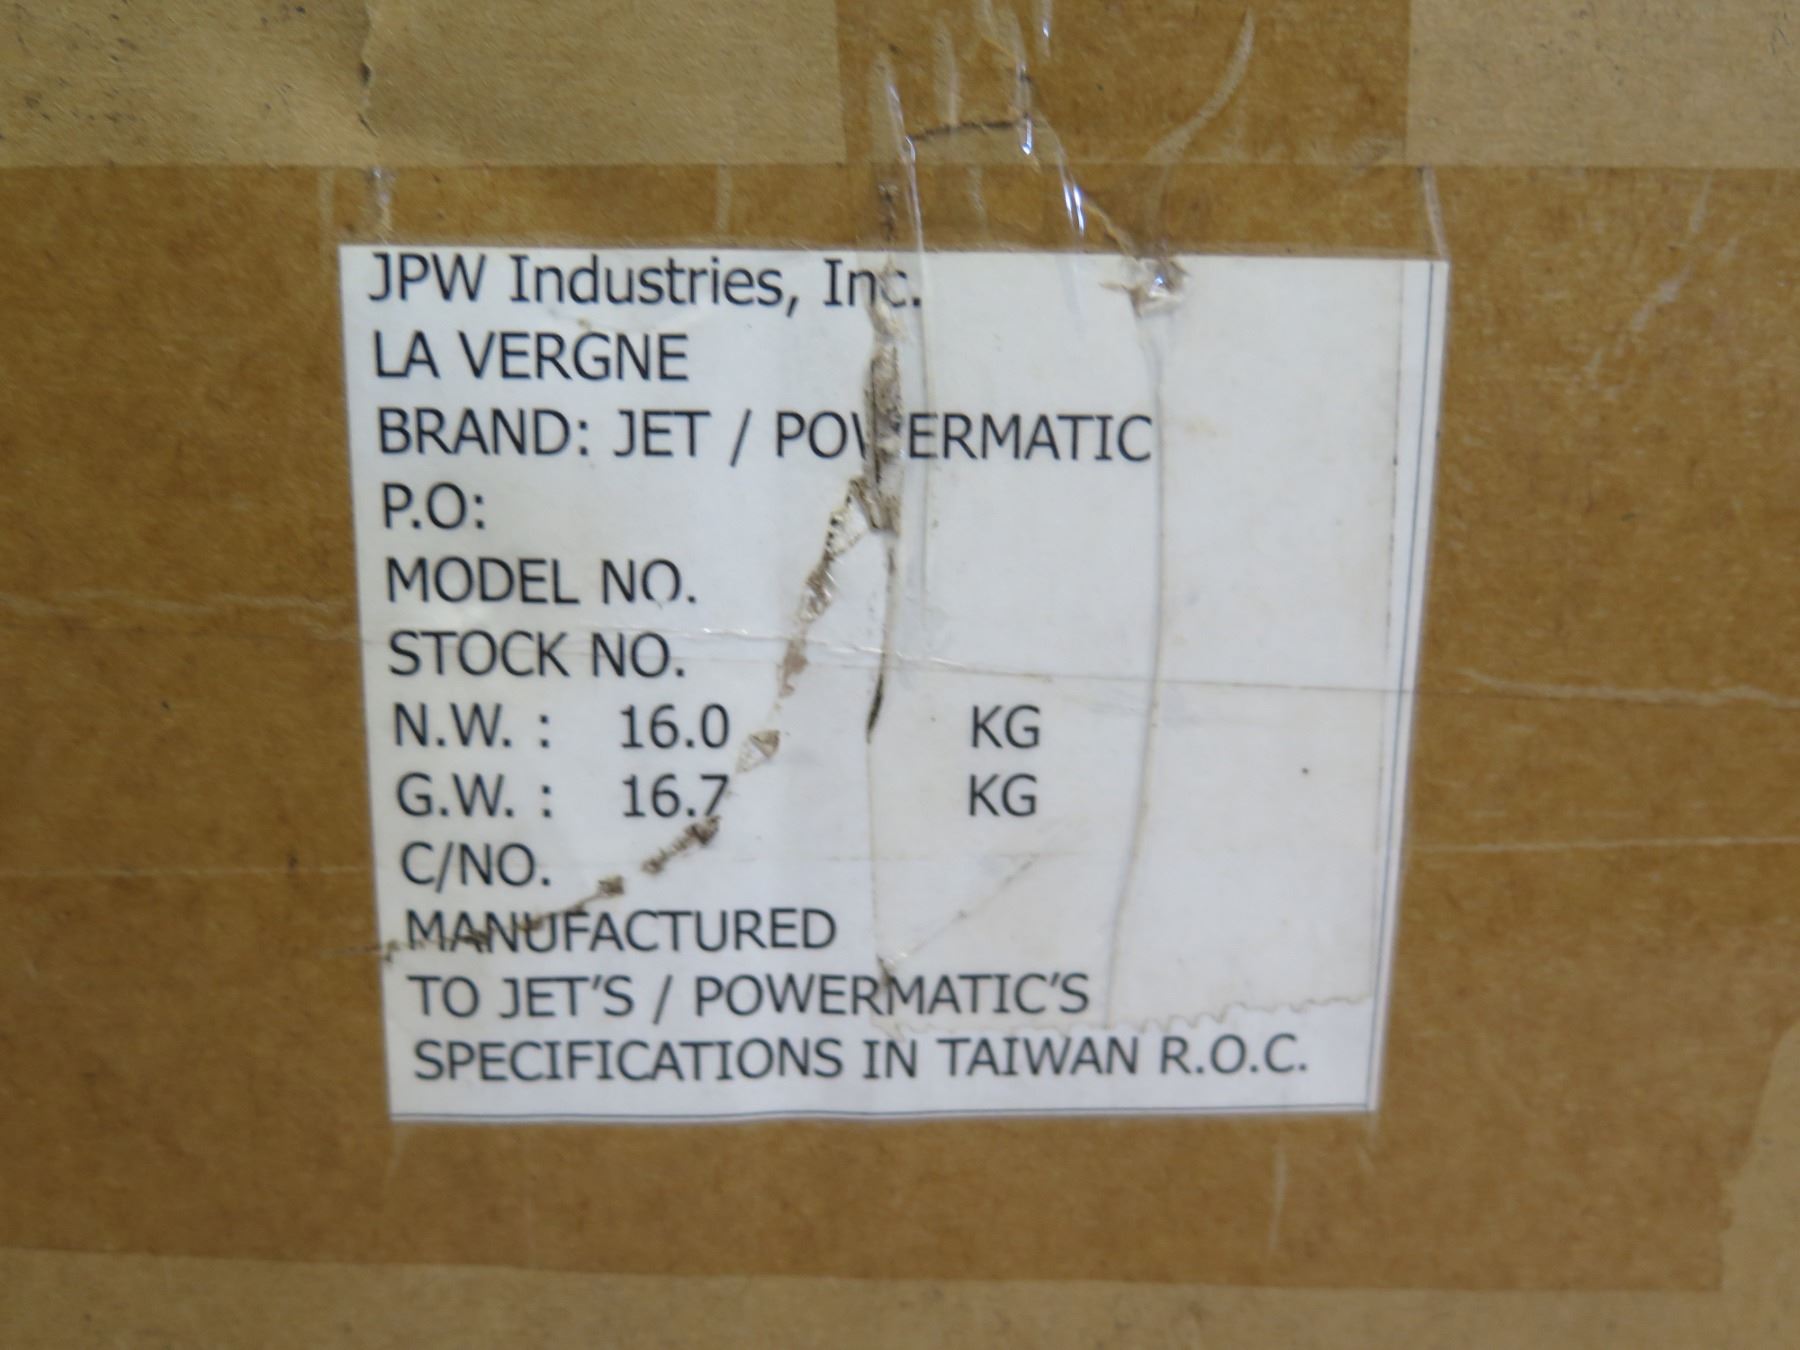 JPW Industries, Inc.
LA VERGNE
BRAND: JET / POWERMATIC
P.O:
MODEL NO.
STOCK NO.
N.W. : 16.0 KG
G.W. : 16.7 KG
C/NO.
MANUFACTURED
TO JET'S / POWERMATIC'S
SPECIFICATIONS IN TAIWAN R.O.C.